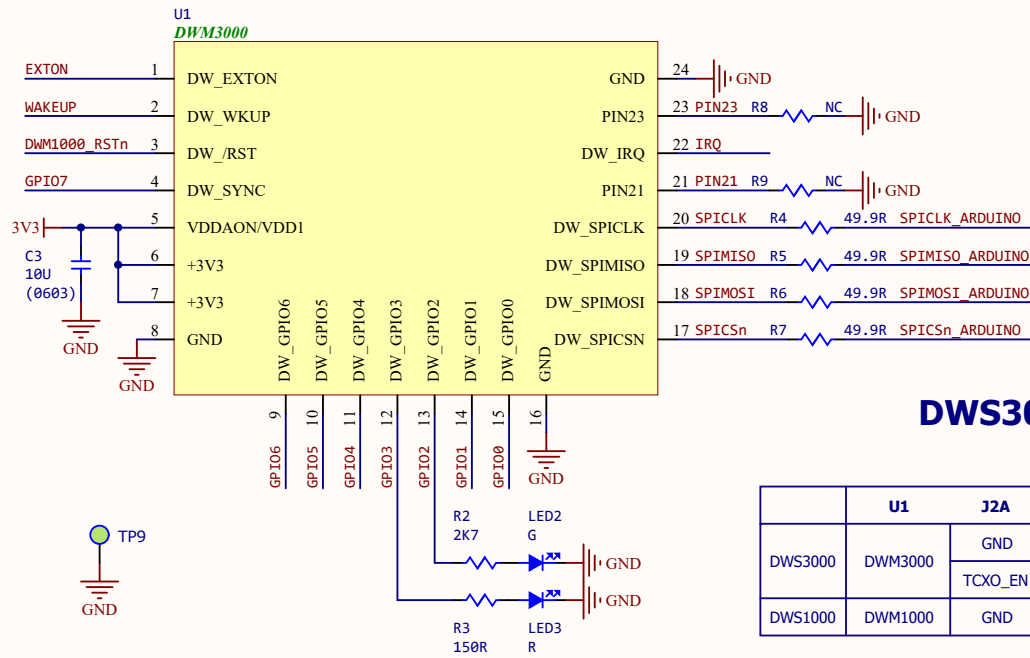 U1
DWM3000
EXTON 1 DW_EXTON GND 24 GND
WAKEUP 2 DW_WKUP PIN23 23 PIN23 R8 NC GND
DWM1000_RSTn 3 DW_/RST DW_IRQ 22 IRQ
GPIO7 4 DW_SYNC PIN21 21 PIN21 R9 NC GND
3V3 5 VDDAON/VDD1 DW_SPICLK 20 SPICLK R4 49.9R SPICLK_ARDUINO
C3
10U
(0603)
GND
6 +3V3 DW_SPIMISO 19 SPIMISO R5 49.9R SPIMISO_ARDUINO
7 +3V3 DW_SPIMOSI 18 SPIMOSI R6 49.9R SPIMOSI_ARDUINO
8 GND DW_SPICSN 17 SPICSn R7 49.9R SPICSn_ARDUINO
GND
DW_GPIO6 9 GPIO6
DW_GPIO5 10 GPIO5
DW_GPIO4 11 GPIO4
DW_GPIO3 12 GPIO3
DW_GPIO2 13 GPIO2
DW_GPIO1 14 GPIO1
DW_GPIO0 15 GPIO0
GND 16
GND
R2 LED2
2K7 G
GND
GND
R3 LED3
150R R
TP9
GND
U1 J2A
DWS3000 DWM3000 GND
TCXO_EN
DWS1000 DWM1000 GND